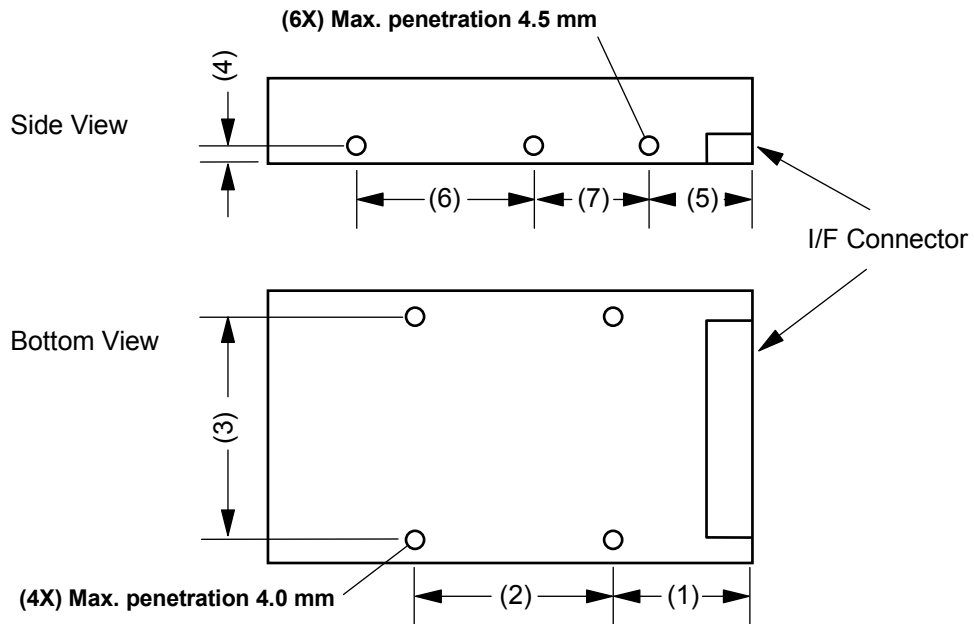 (6X) Max. penetration 4.5 mm
(4)
Side View
(6)
(7)
(5)
I/F Connector
Bottom View
(3)
(4X) Max. penetration 4.0 mm
(2)
(1)